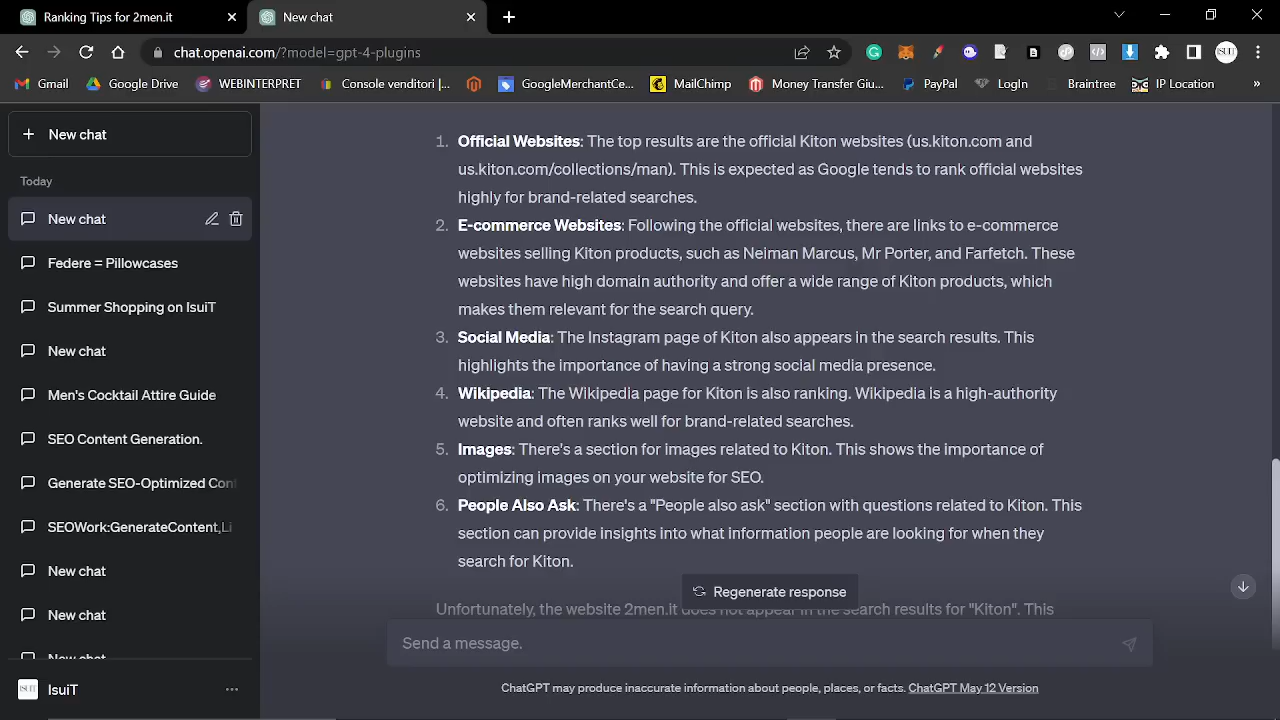 Ranking Tips for 2men.it
New chat
chat.openai.com/?model=gpt-4-plugins
Gmail
Google Drive
WEBINTERPRET
Console venditori |...
GoogleMerchantCe...
MailChimp
Money Transfer Giu...
PayPal
LogIn
Braintree
IP Location
»
+ New chat
Today
New chat
Federe = Pillowcases
Summer Shopping on IsuiT
New chat
Men's Cocktail Attire Guide
SEO Content Generation.
Generate SEO-Optimized Cont
SEOWork:GenerateContent,Li
New chat
New chat
New chat
IsuiT
1. Official Websites: The top results are the official Kiton websites (us.kiton.com and
us.kiton.com/collections/man). This is expected as Google tends to rank official websites
highly for brand-related searches.
2. E-commerce Websites: Following the official websites, there are links to e-commerce
websites selling Kiton products, such as Neiman Marcus, Mr Porter, and Farfetch. These
websites have high domain authority and offer a wide range of Kiton products, which
makes them relevant for the search query.
3. Social Media: The Instagram page of Kiton also appears in the search results. This
highlights the importance of having a strong social media presence.
4. Wikipedia: The Wikipedia page for Kiton is also ranking. Wikipedia is a high-authority
website and often ranks well for brand-related searches.
5. Images: There's a section for images related to Kiton. This shows the importance of
optimizing images on your website for SEO.
6. People Also Ask: There's a "People also ask" section with questions related to Kiton. This
section can provide insights into what information people are looking for when they
search for Kiton.
Regenerate response
Unfortunately, the website 2men.it does not appear in the search results for "Kiton". This
Send a message.
ChatGPT may produce inaccurate information about people, places, or facts. ChatGPT May 12 Version